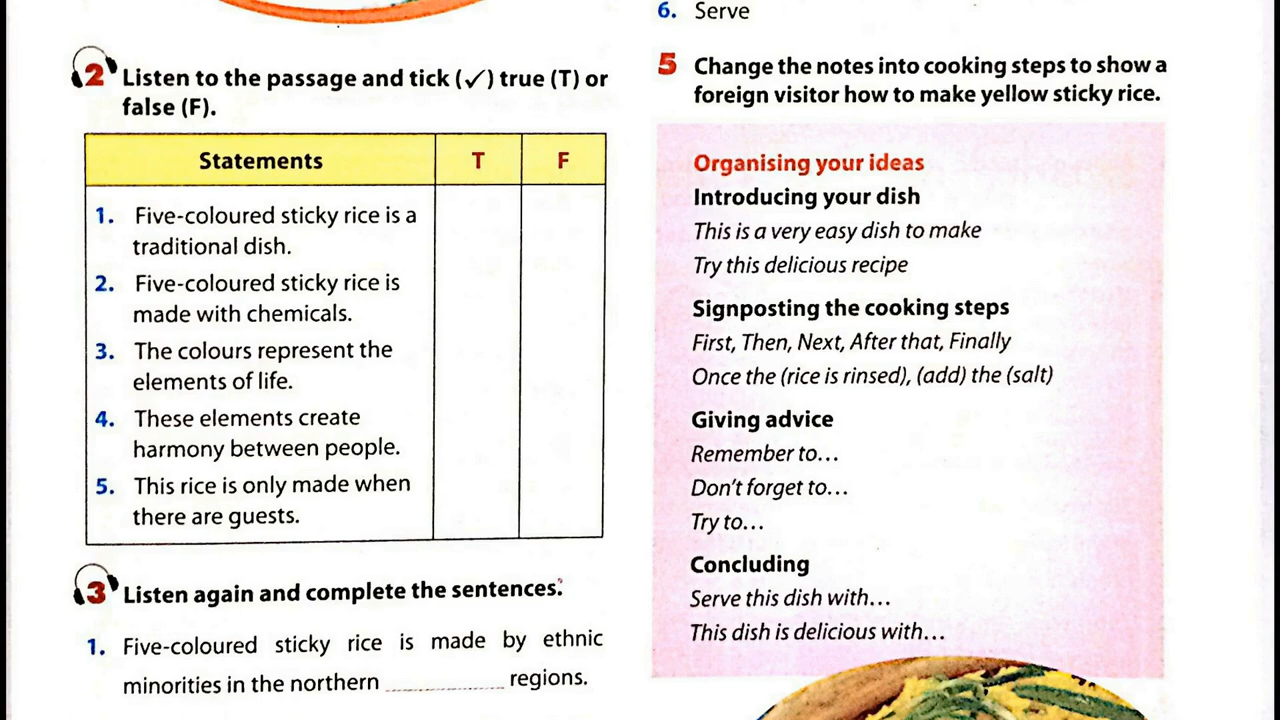 2 Listen to the passage and tick (✓) true (T) or
false (F).
Statements T F
1. Five-coloured sticky rice is a
traditional dish.
2. Five-coloured sticky rice is
made with chemicals.
3. The colours represent the
elements of life.
4. These elements create
harmony between people.
5. This rice is only made when
there are guests.
3 Listen again and complete the sentences.
1. Five-coloured sticky rice is made by ethnic
minorities in the northern ............ regions.
6. Serve
5 Change the notes into cooking steps to show a
foreign visitor how to make yellow sticky rice.
Organising your ideas
Introducing your dish
This is a very easy dish to make
Try this delicious recipe
Signposting the cooking steps
First, Then, Next, After that, Finally
Once the (rice is rinsed), (add) the (salt)
Giving advice
Remember to...
Don't forget to...
Try to...
Concluding
Serve this dish with...
This dish is delicious with...